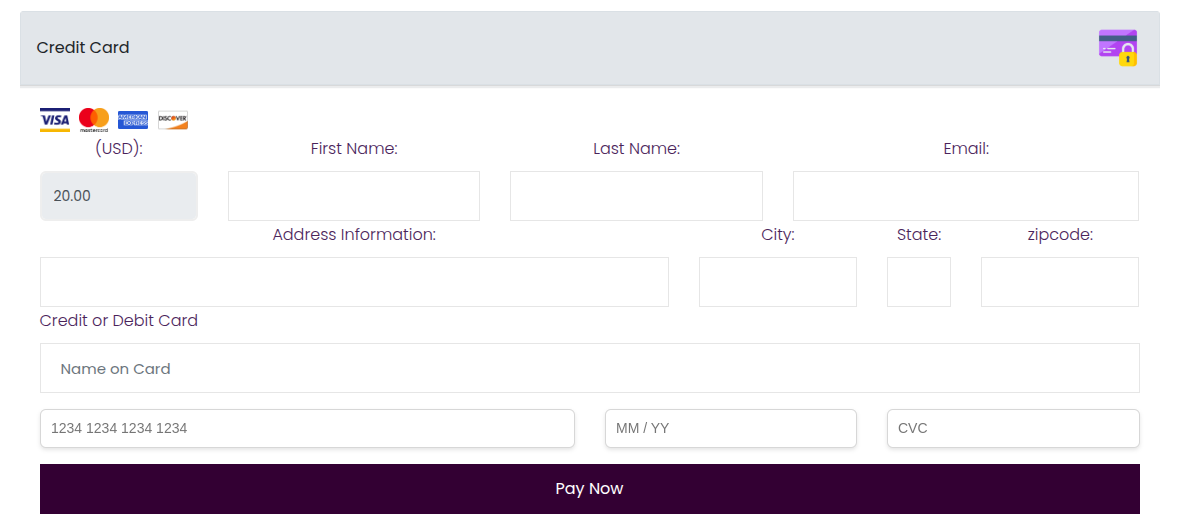 Credit Card
VISA mastercard AMERICAN EXPRESS DISCOVER
(USD): First Name: Last Name: Email:
20.00
Address Information: City: State: zipcode:
Credit or Debit Card
Name on Card
1234 1234 1234 1234 MM / YY CVC
Pay Now